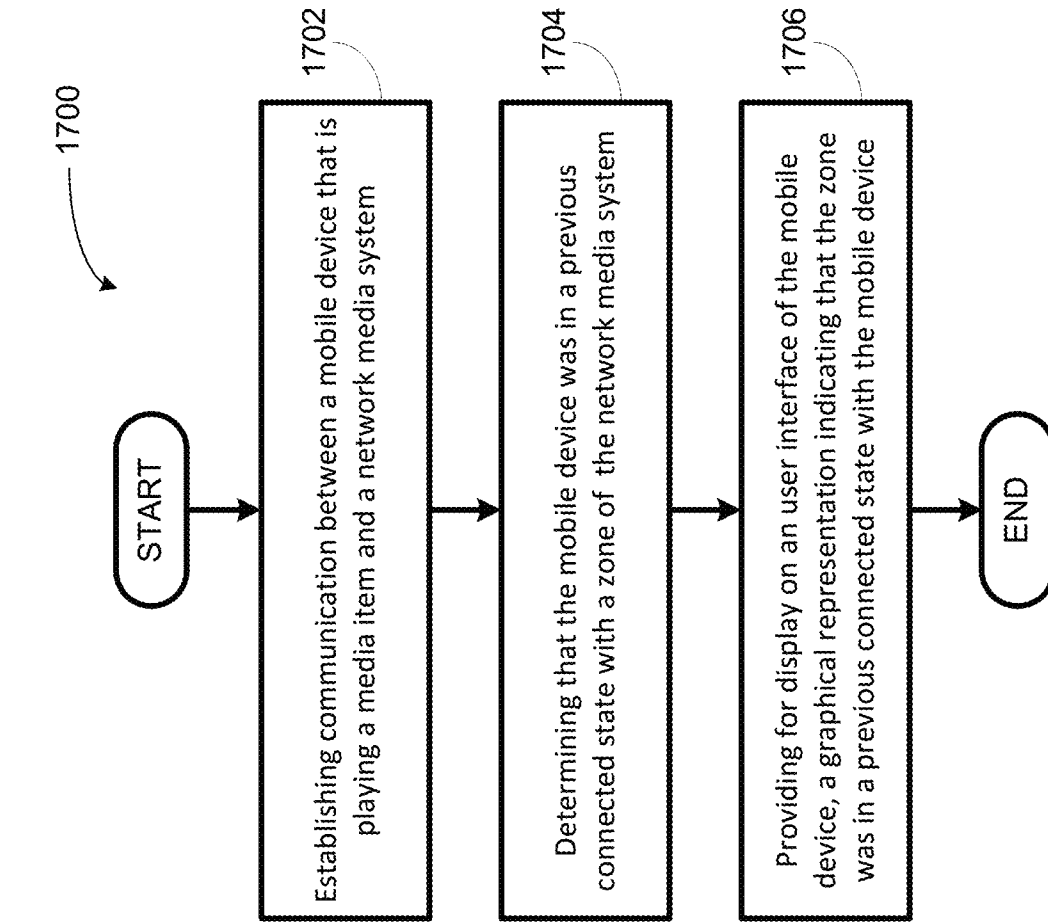 1700
START
1702
Establishing communication between a mobile device that is
playing a media item and a network media system
1704
Determining that the mobile device was in a previous
connected state with a zone of the network media system
1706
Providing for display on an user interface of the mobile
device, a graphical representation indicating that the zone
was in a previous connected state with the mobile device
END